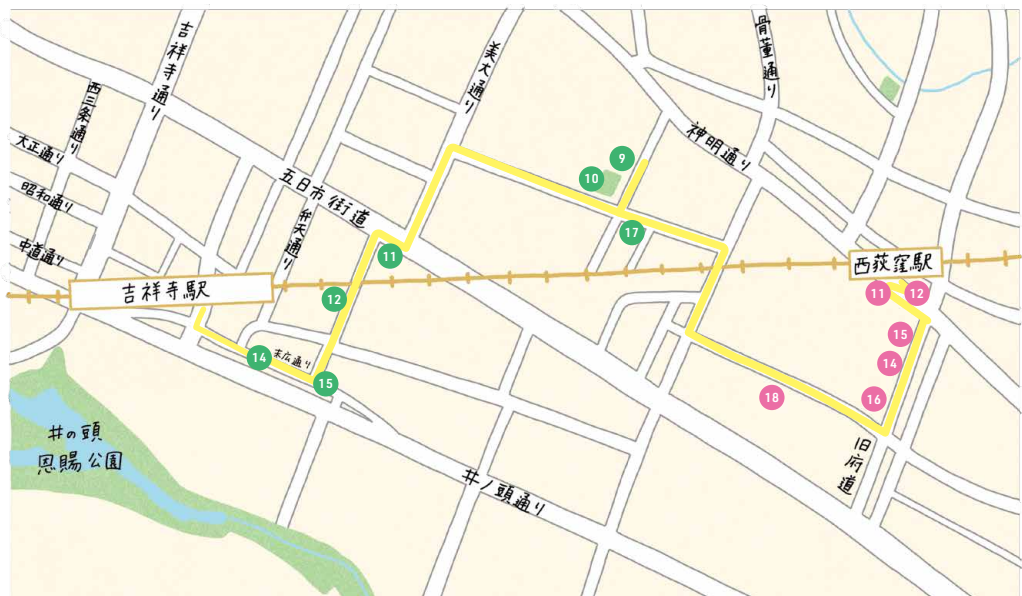 吉祥寺通り
美大通り
骨董通り
西三条通り
大正通り
神明通り
9
10
昭和通り
五日市街道
弁天通り
17
中道通り
11
西荻窪駅
吉祥寺駅
12
11
12
15
14
末広通り
14
15
18
16
井の頭
恩賜公園
旧府道
井ノ頭通り